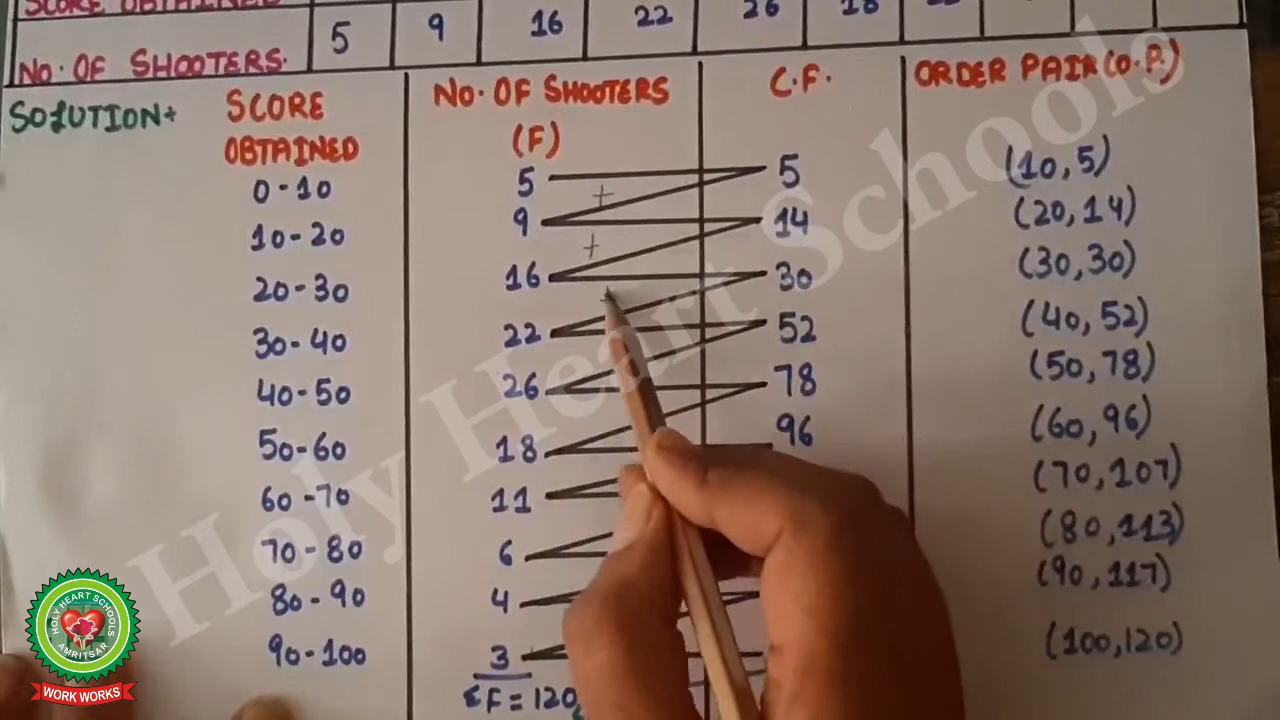 SCORE OBTAINED
NO. OF SHOOTERS. 5 9 16 22 26 18
SOLUTION→ SCORE OBTAINED NO. OF SHOOTERS (F) C.F. ORDER PAIR (O.P.)
0-10 5 5 (10,5)
10-20 9 14 (20,14)
20-30 16 30 (30,30)
30-40 22 52 (40,52)
40-50 26 78 (50,78)
50-60 18 96 (60,96)
60-70 11 (70,107)
70-80 6 (80,113)
80-90 4 (90,117)
90-100 3 (100,120)
ΣF = 120
+
+
Holy Heart Schools
HOLY HEART SCHOOLS
AMRITSAR
WORK WORKS